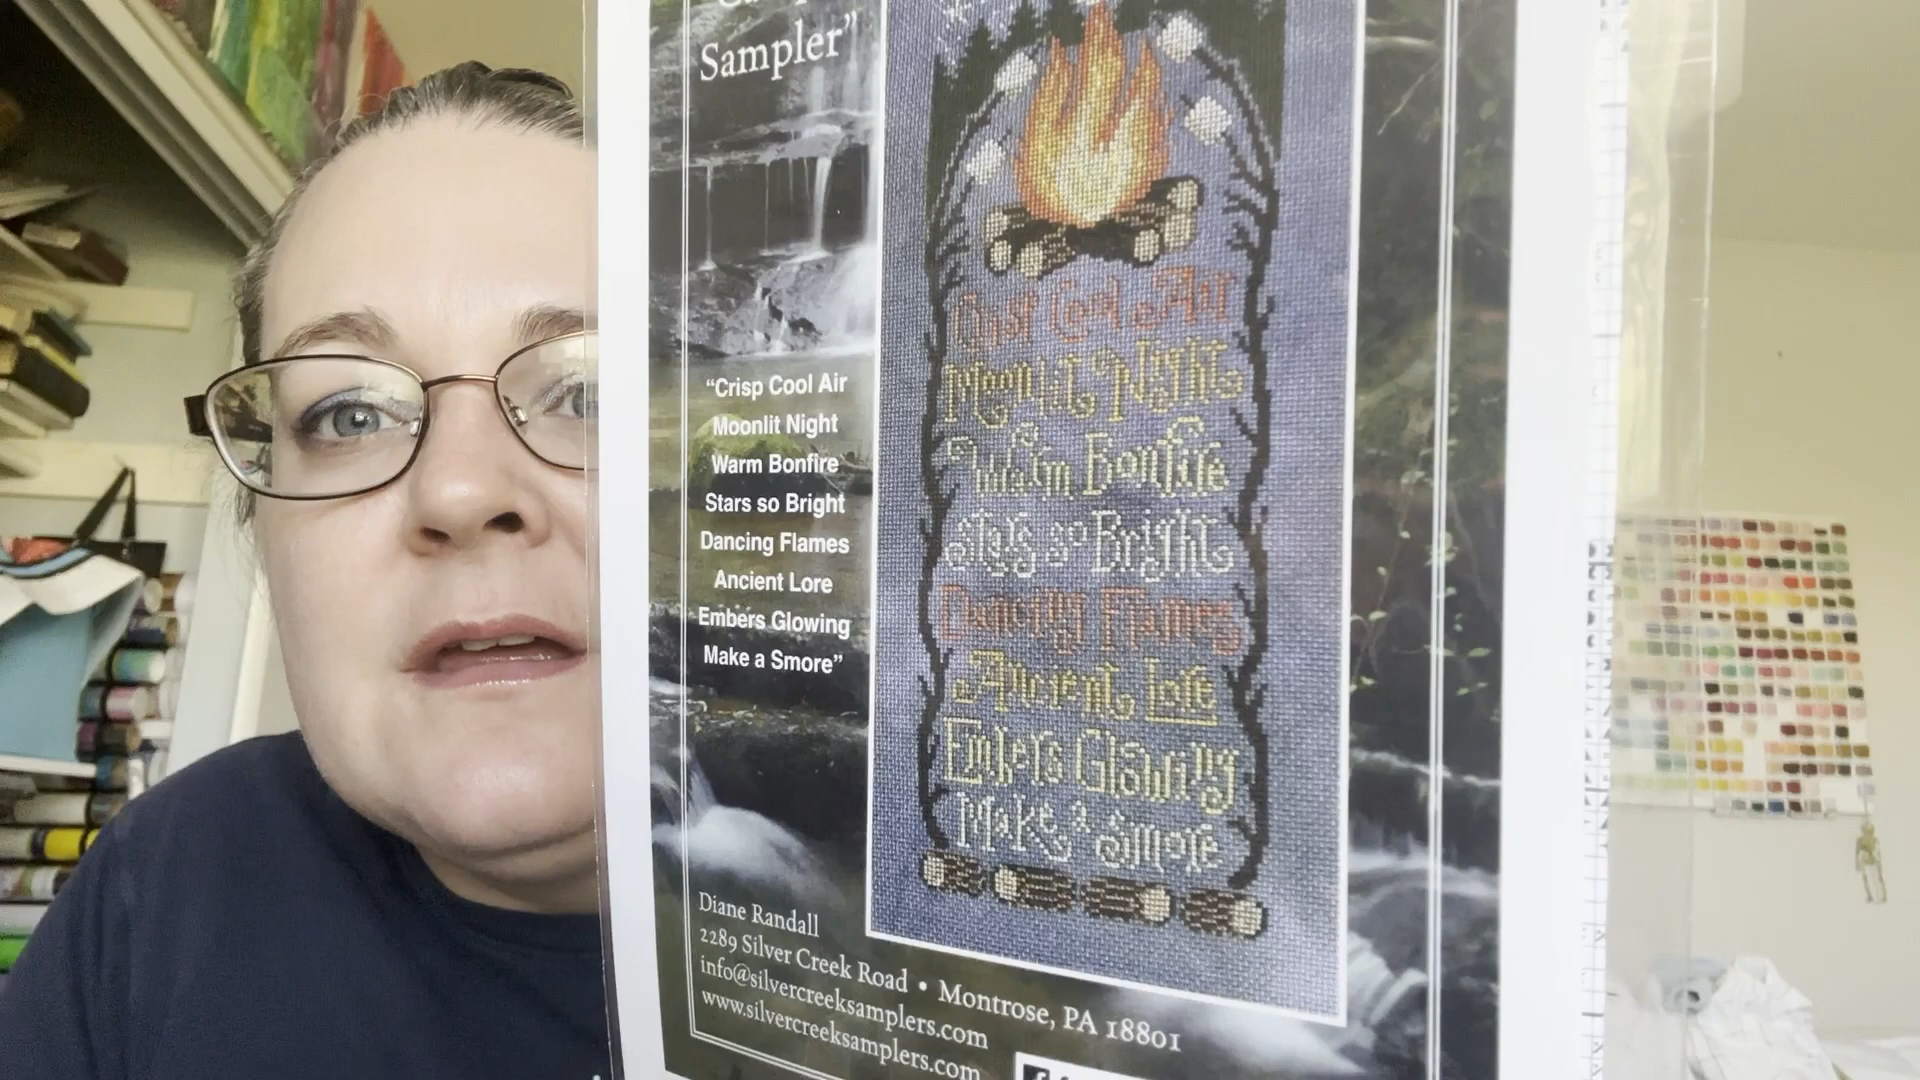 Sampler"
"Crisp Cool Air
Moonlit Night
Warm Bonfire
Stars so Bright
Dancing Flames
Ancient Lore
Embers Glowing
Make a Smore"
Crisp Cool Air
Moonlit Night
Warm Bonfire
Stars so Bright
Dancing Flames
Ancient Lore
Embers Glowing
Make a Smore
Diane Randall
2289 Silver Creek Road • Montrose, PA 18801
info@silvercreeksamplers.com
www.silvercreeksamplers.com